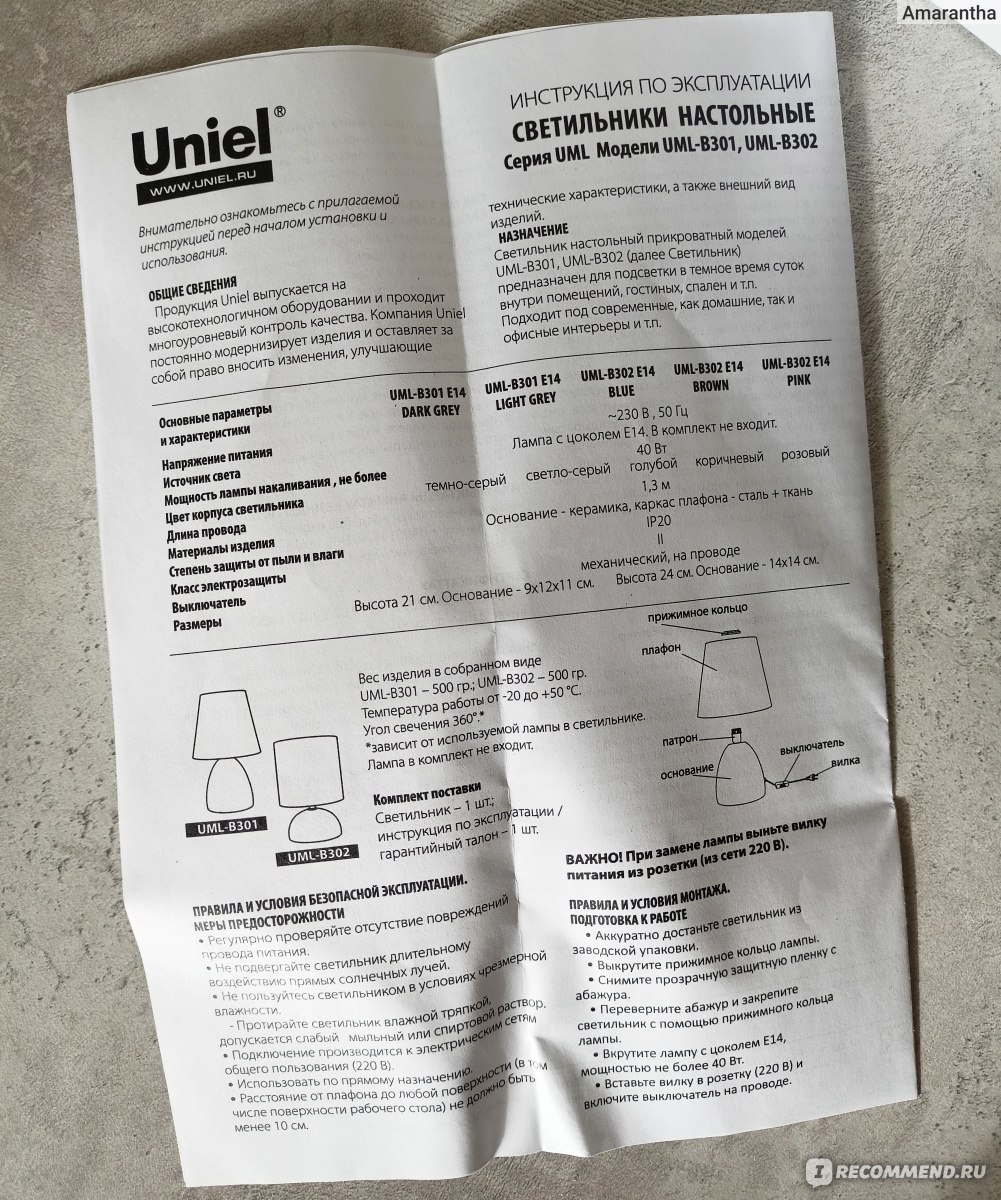 Amarantha
Uniel®
WWW.UNIEL.RU
Внимательно ознакомьтесь с прилагаемой
инструкцией перед началом установки и
использования.
ОБЩИЕ СВЕДЕНИЯ
Продукция Uniel выпускается на
высокотехнологичном оборудовании и проходит
многоуровневый контроль качества. Компания Uniel
постоянно модернизирует изделия и оставляет за
собой право вносить изменения, улучшающие
ИНСТРУКЦИЯ ПО ЭКСПЛУАТАЦИИ
СВЕТИЛЬНИКИ НАСТОЛЬНЫЕ
Серия UML Модели UML-B301, UML-B302
технические характеристики, а также внешний вид
изделий.
НАЗНАЧЕНИЕ
Светильник настольный прикроватный моделей
UML-B301, UML-B302 (далее Светильник)
предназначен для подсветки в темное время суток
внутри помещений, гостиных, спален и т.п.
Подходит под современные, как домашние, так и
офисные интерьеры и т.п.
Основные параметры
и характеристики
UML-B301 E14
DARK GREY
UML-B301 E14
LIGHT GREY
UML-B302 E14
BLUE
UML-B302 E14
BROWN
UML-B302 E14
PINK
Напряжение питания ~230 В , 50 Гц
Источник света Лампа с цоколем Е14. В комплект не входит.
Мощность лампы накаливания , не более 40 Вт
Цвет корпуса светильника темно-серый светло-серый голубой коричневый розовый
Длина провода 1,3 м
Материалы изделия Основание - керамика, каркас плафона - сталь + ткань
Степень защиты от пыли и влаги IP20
Класс электрозащиты II
Выключатель механический, на проводе
Размеры Высота 21 см. Основание - 9х12х11 см. Высота 24 см. Основание - 14х14 см.
UML-B301
UML-B302
Вес изделия в собранном виде
UML-B301 – 500 гр.; UML-B302 – 500 гр.
Температура работы от -20 до +50 °C.
Угол свечения 360°.*
*зависит от используемой лампы в светильнике.
Лампа в комплект не входит.
Комплект поставки
Светильник – 1 шт.;
инструкция по эксплуатации /
гарантийный талон – 1 шт.
прижимное кольцо
плафон
патрон
основание
выключатель
вилка
ПРАВИЛА И УСЛОВИЯ БЕЗОПАСНОЙ ЭКСПЛУАТАЦИИ.
МЕРЫ ПРЕДОСТОРОЖНОСТИ
• Регулярно проверяйте отсутствие повреждений
провода питания.
• Не подвергайте светильник длительному
воздействию прямых солнечных лучей.
• Не пользуйтесь светильником в условиях чрезмерной
влажности.
- Протирайте светильник влажной тряпкой,
допускается слабый мыльный или спиртовой раствор.
• Подключение производится к электрическим сетям
общего пользования (220 В).
• Использовать по прямому назначению.
• Расстояние от плафона до любой поверхности (в том
числе поверхности рабочего стола) не должно быть
менее 10 см.
ВАЖНО! При замене лампы выньте вилку
питания из розетки (из сети 220 В).
ПРАВИЛА И УСЛОВИЯ МОНТАЖА.
ПОДГОТОВКА К РАБОТЕ
• Аккуратно достаньте светильник из
заводской упаковки.
• Выкрутите прижимное кольцо лампы.
• Снимите прозрачную защитную пленку с
абажура.
• Переверните абажур и закрепите
светильник с помощью прижимного кольца
лампы.
• Вкрутите лампу с цоколем Е14,
мощностью не более 40 Вт.
• Вставьте вилку в розетку (220 В) и
включите выключатель на проводе.
RECOMMEND.RU